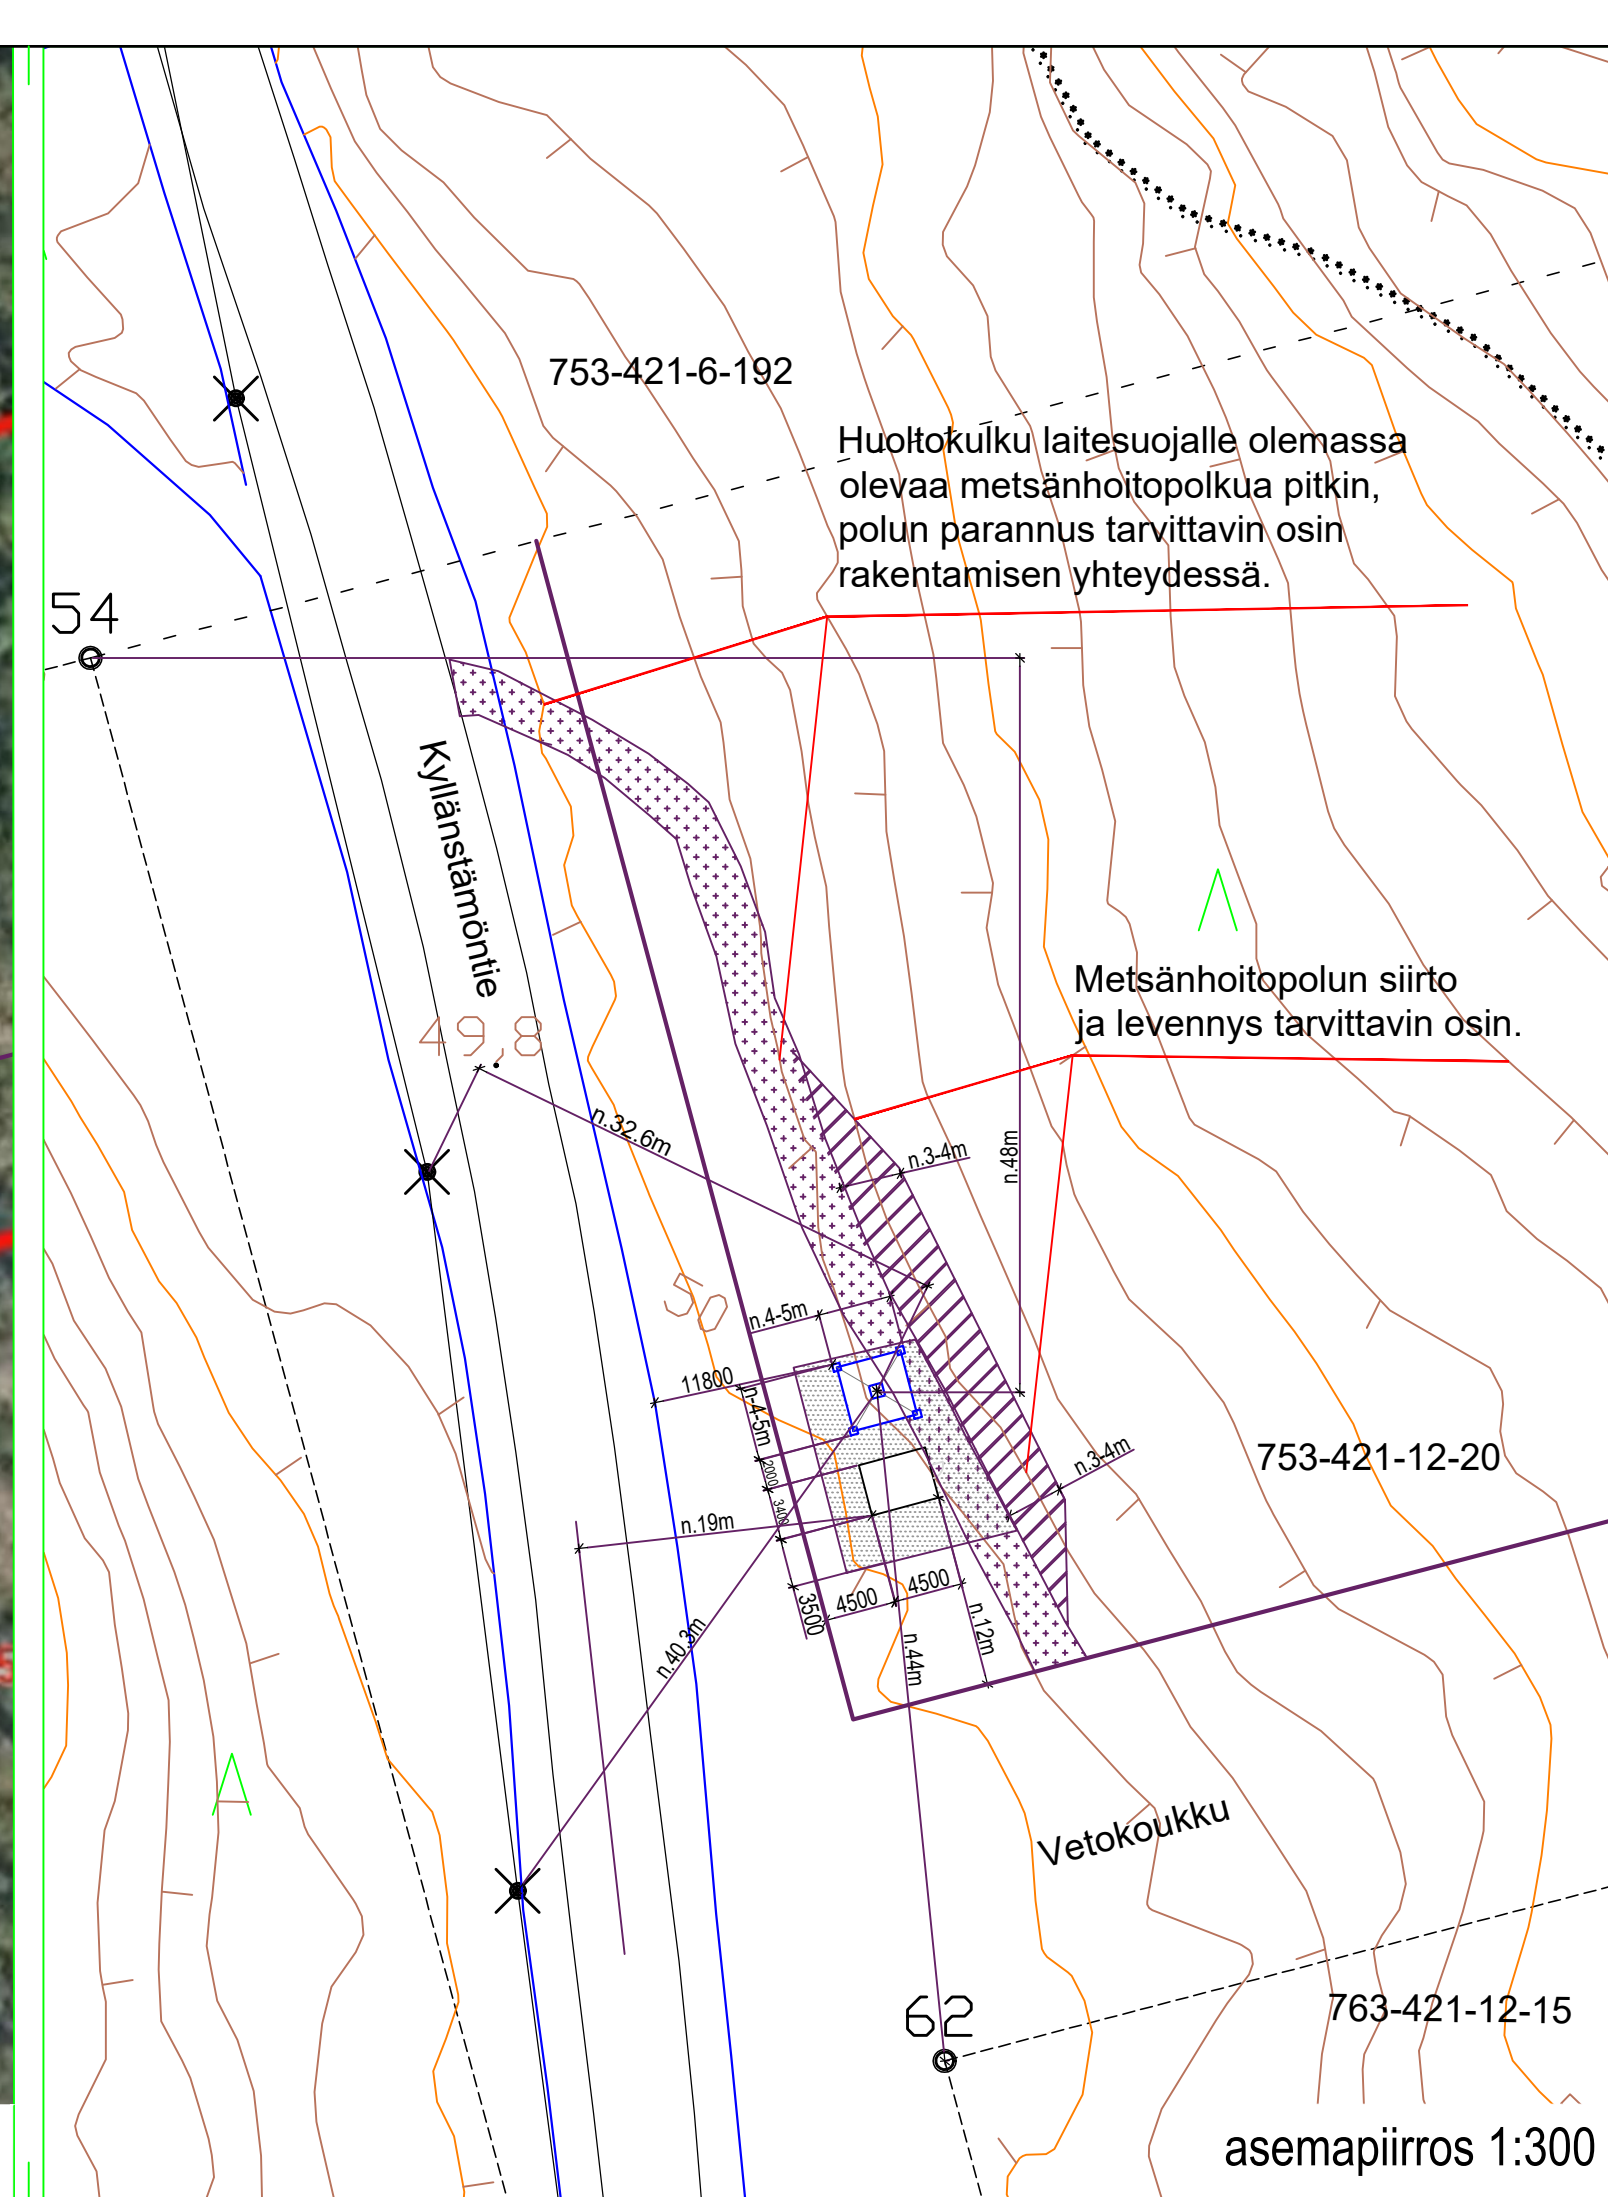 753-421-6-192
Huoltokulku laitesuojalle olemassa
olevaa metsänhoitopolkua pitkin,
polun parannus tarvittavin osin
rakentamisen yhteydessä.
54
Kyllänstämöntie
49,8
Metsänhoitopolun siirto
ja levennys tarvittavin osin.
n.32.6m
n.3-4m
n.48m
50
n.4-5m
11800
n-4-5m
2000
3400
n.3-4m
753-421-12-20
n.19m
4500
4500
3500
n.12m
n.40.3m
n.44m
Vetokoukku
62
763-421-12-15
asemapiirros 1:300